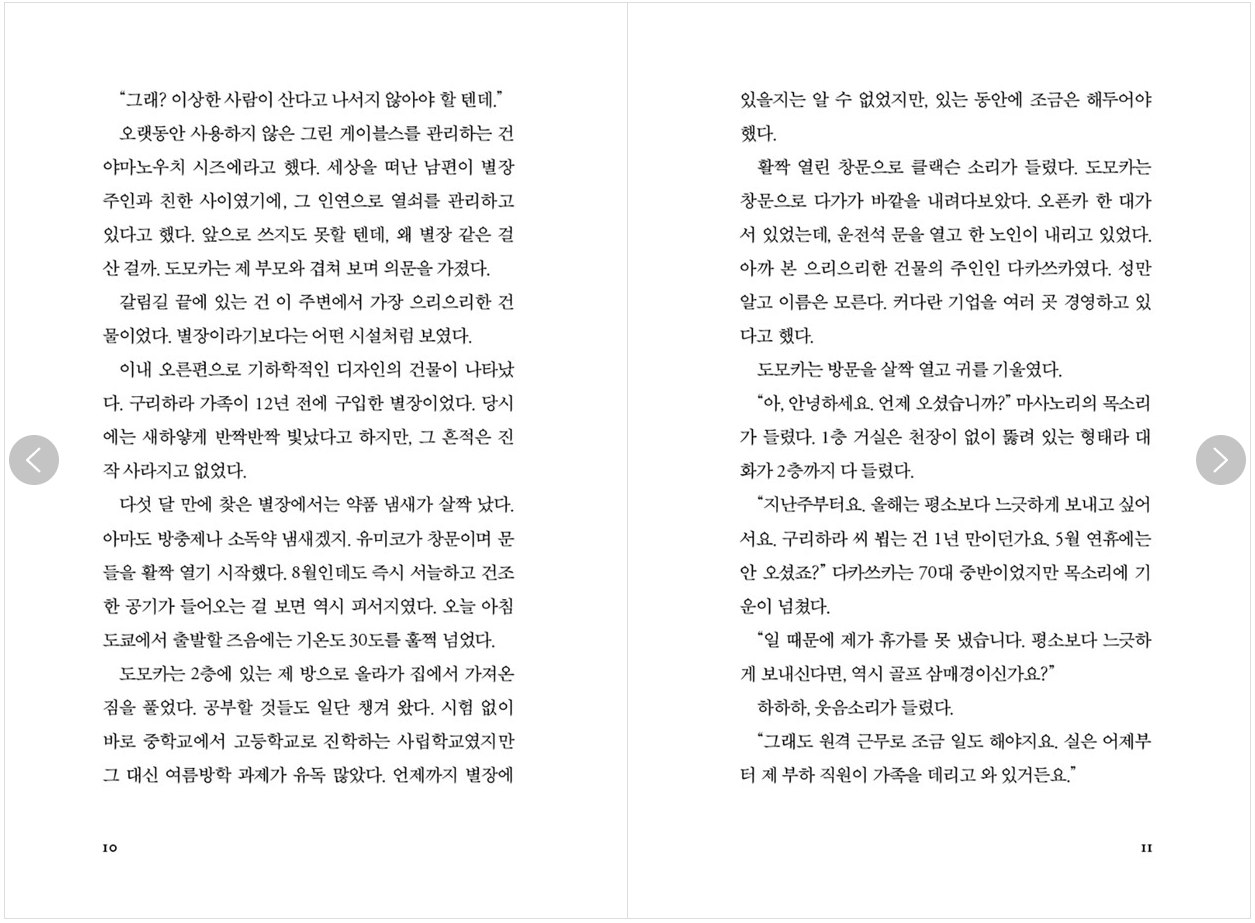 “그래? 이상한 사람이 산다고 나서지 않아야 할 텐데.”
오랫동안 사용하지 않은 그린 게이블스를 관리하는 건
야마노우치 시즈에라고 했다. 세상을 떠난 남편이 별장
주인과 친한 사이였기에, 그 인연으로 열쇠를 관리하고
있다고 했다. 앞으로 쓰지도 못할 텐데, 왜 별장 같은 걸
산 걸까. 도모카는 제 부모와 겹쳐 보며 의문을 가졌다.
갈림길 끝에 있는 건 이 주변에서 가장 으리으리한 건
물이었다. 별장이라기보다는 어떤 시설처럼 보였다.
이내 오른편으로 기하학적인 디자인의 건물이 나타났
다. 구리하라 가족이 12년 전에 구입한 별장이었다. 당시
에는 새하얗게 반짝반짝 빛났다고 하지만, 그 흔적은 진
작 사라지고 없었다.
다섯 달 만에 찾은 별장에서는 약품 냄새가 살짝 났다.
아마도 방충제나 소독약 냄새겠지. 유미코가 창문이며 문
들을 활짝 열기 시작했다. 8월인데도 즉시 서늘하고 건조
한 공기가 들어오는 걸 보면 역시 피서지였다. 오늘 아침
도쿄에서 출발할 즈음에는 기온도 30도를 훌쩍 넘었다.
도모카는 2층에 있는 제 방으로 올라가 집에서 가져온
짐을 풀었다. 공부할 것들도 일단 챙겨 왔다. 시험 없이
바로 중학교에서 고등학교로 진학하는 사립학교였지만
그 대신 여름방학 과제가 유독 많았다. 언제까지 별장에
10
있을지는 알 수 없었지만, 있는 동안에 조금은 해두어야
했다.
활짝 열린 창문으로 클랙슨 소리가 들렸다. 도모카는
창문으로 다가가 바깥을 내려다보았다. 오픈카 한 대가
서 있었는데, 운전석 문을 열고 한 노인이 내리고 있었다.
아까 본 으리으리한 건물의 주인인 다카쓰카였다. 성만
알고 이름은 모른다. 커다란 기업을 여러 곳 경영하고 있
다고 했다.
도모카는 방문을 살짝 열고 귀를 기울였다.
“아, 안녕하세요. 언제 오셨습니까?” 마사노리의 목소리
가 들렸다. 1층 거실은 천장이 없이 뚫려 있는 형태라 대
화가 2층까지 다 들렸다.
“지난주부터요. 올해는 평소보다 느긋하게 보내고 싶어
서요. 구리하라 씨 뵙는 건 1년 만이던가요. 5월 연휴에는
안 오셨죠?” 다카쓰카는 70대 중반이었지만 목소리에 기
운이 넘쳤다.
“일 때문에 제가 휴가를 못 냈습니다. 평소보다 느긋하
게 보내신다면, 역시 골프 삼매경이신가요?”
하하하, 웃음소리가 들렸다.
“그래도 원격 근무로 조금 일도 해야지요. 실은 어제부
터 제 부하 직원이 가족을 데리고 와 있거든요.”
11